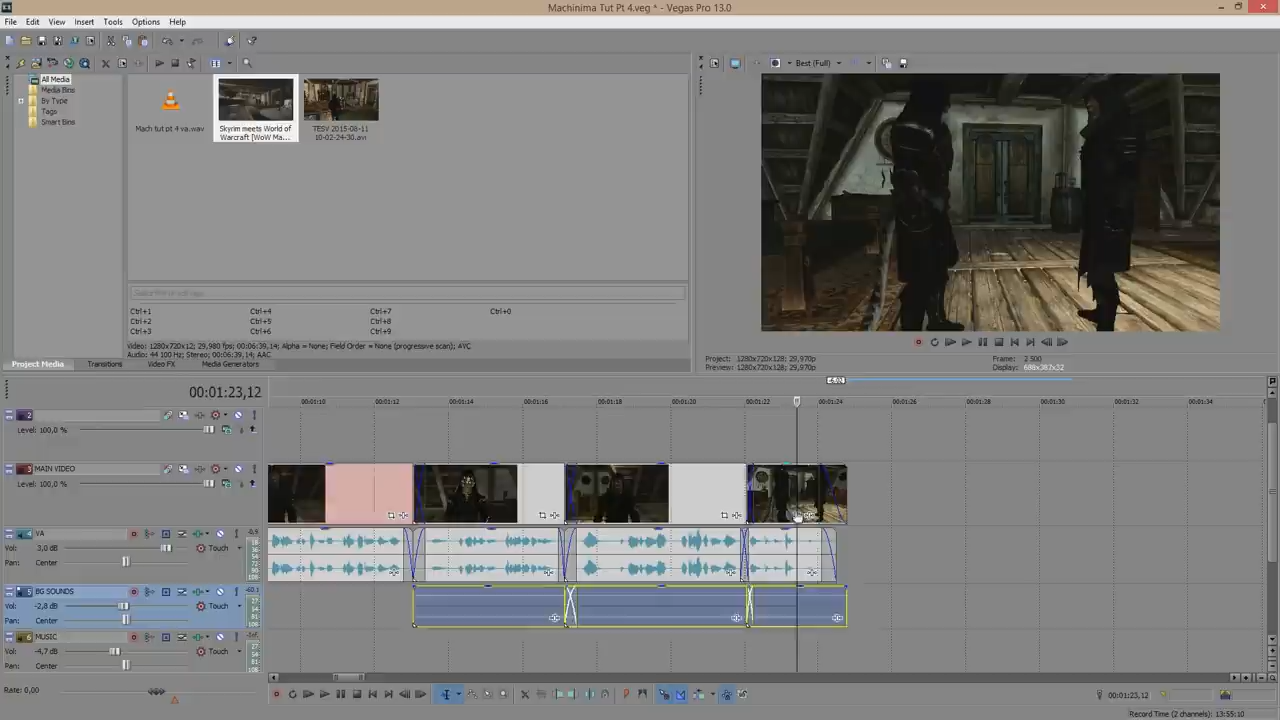 Machinima Tut Pt 4.veg * - Vegas Pro 13.0
File Edit View Insert Tools Options Help
All Media
Media Bins
By Type
Tags
Smart Bins
Mach tut pt 4 va.wav
Skyrim meets World of
Warcraft [WoW Ma...
TESV 2015-08-11
10-02-24-30.avi
Best (Full)
Ctrl+1 Ctrl+4 Ctrl+7 Ctrl+0
Ctrl+2 Ctrl+5 Ctrl+8
Ctrl+3 Ctrl+6 Ctrl+9
Video: 1280x720x12; 29,980 fps; 00:06:39,14; Alpha = None; Field Order = None (progressive scan); AVC
Audio: 44 100 Hz; Stereo; 00:06:39,14; AAC
Project Media Transitions Video FX Media Generators
Project: 1280x720x128; 29,970p
Preview: 1280x720x128; 29,970p
Frame: 2 500
Display: 688x387x32
-6:02
00:01:23,12
00:01:10 00:01:12 00:01:14 00:01:16 00:01:18 00:01:20 00:01:22 00:01:24 00:01:26 00:01:28 00:01:30 00:01:32 00:01:34
2
Level: 100,0 %
3 MAIN VIDEO
Level: 100,0 %
4 VA
Vol: 3,0 dB Touch
Pan: Center
5 BG SOUNDS
Vol: -2,8 dB Touch
Pan: Center
6 MUSIC
Vol: -4,7 dB Touch
Pan: Center
Rate: 0,00
00:01:23,12
Record Time (2 channels): 13:55:10